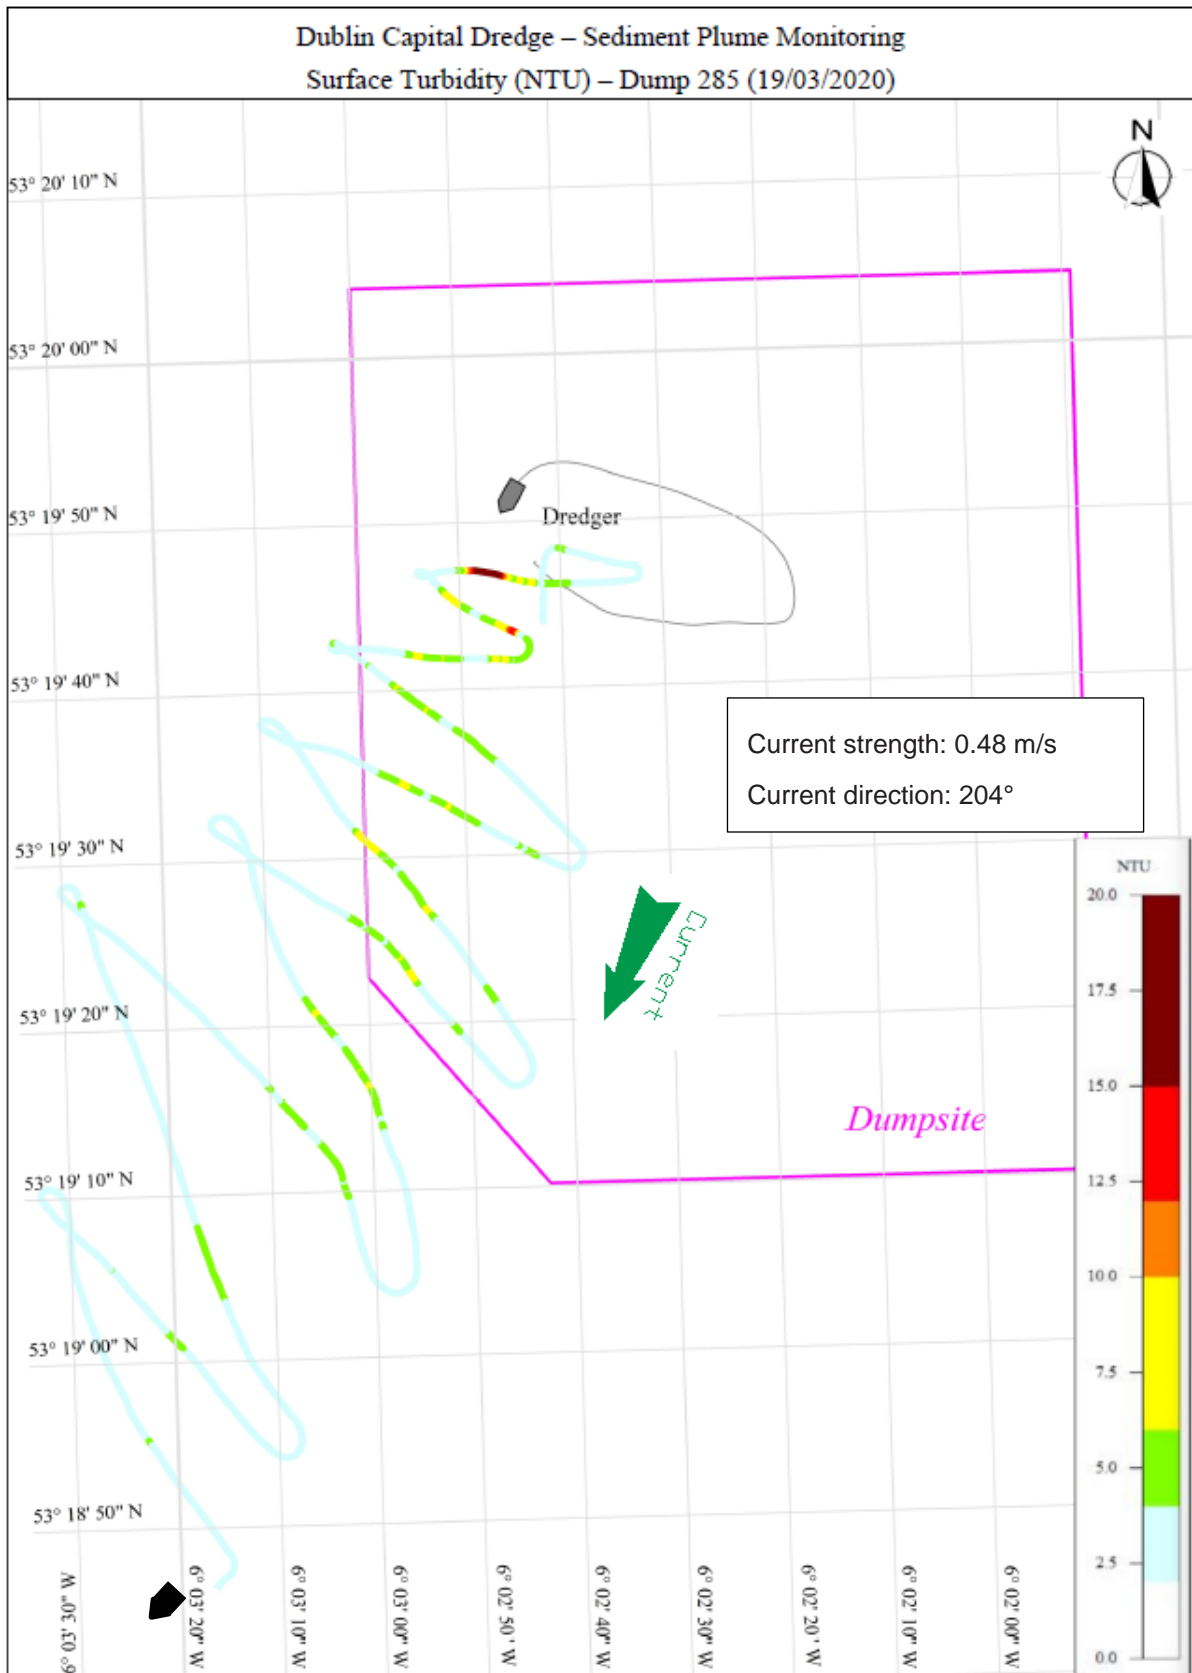 Dublin Capital Dredge – Sediment Plume Monitoring
Surface Turbidity (NTU) – Dump 285 (19/03/2020)
N
53° 20' 10" N
53° 20' 00" N
53° 19' 50" N
Dredger
53° 19' 40" N
Current strength: 0.48 m/s
Current direction: 204°
53° 19' 30" N
NTU
20.0
17.5
15.0
12.5
10.0
7.5
5.0
2.5
0.0
Current
53° 19' 20" N
Dumpsite
53° 19' 10" N
53° 19' 00" N
53° 18' 50" N
6° 03' 30" W
6° 03' 20" W
6° 03' 10" W
6° 03' 00" W
6° 02' 50' W
6° 02' 40" W
6° 02' 30" W
6° 02' 20' W
6° 02' 10" W
6° 02' 00" W